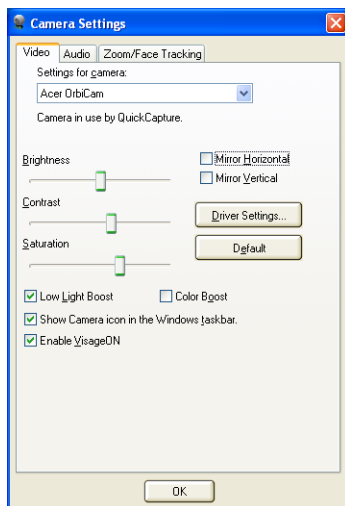 Camera Settings
Video Audio Zoom/Face Tracking
Settings for camera:
Acer OrbiCam
Camera in use by QuickCapture.
Brightness
Mirror Horizontal
Mirror Vertical
Contrast
Driver Settings...
Saturation
Default
Low Light Boost
Color Boost
Show Camera icon in the Windows taskbar.
Enable VisageON
OK